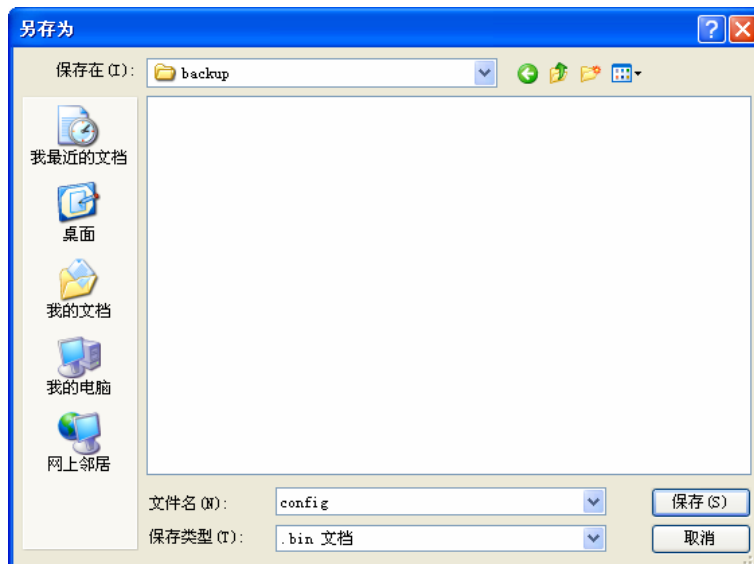 另存为
保存在(I): backup
我最近的文档
桌面
我的文档
我的电脑
网上邻居
文件名(N): config 保存(S)
保存类型(T): .bin 文档 取消